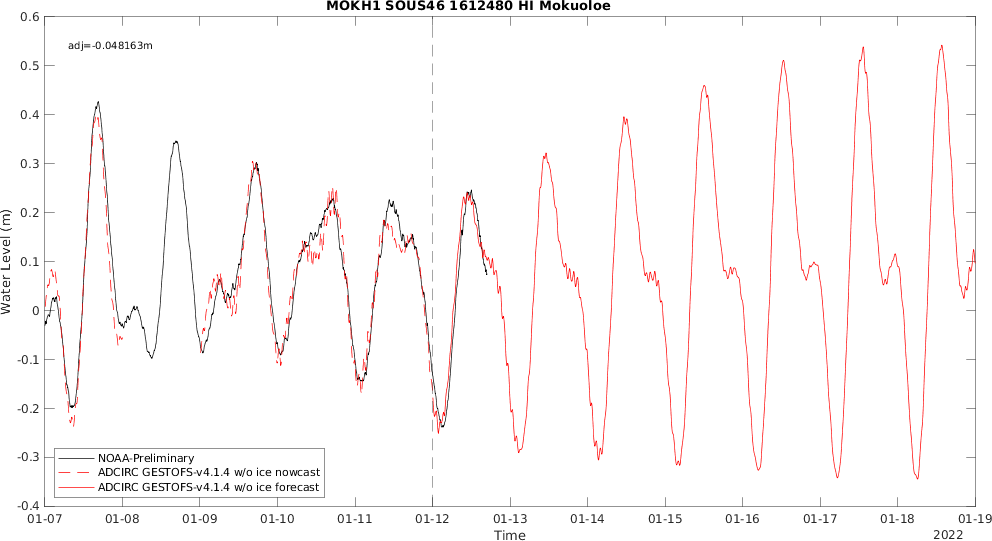 MOKH1 SOUS46 1612480 HI Mokuoloe
adj=-0.048163m
0.6
0.5
0.4
0.3
0.2
0.1
0
-0.1
-0.2
-0.3
-0.4
Water Level (m)
NOAA-Preliminary
ADCIRC GESTOFS-v4.1.4 w/o ice nowcast
ADCIRC GESTOFS-v4.1.4 w/o ice forecast
01-07 01-08 01-09 01-10 01-11 01-12 01-13 01-14 01-15 01-16 01-17 01-18 01-19
Time
2022